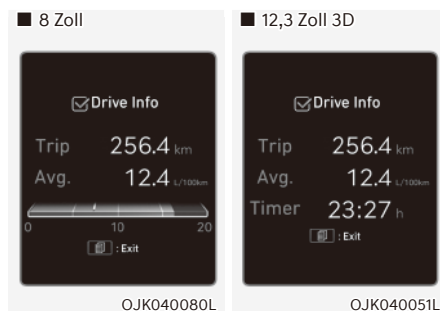 ■ 8 Zoll
Drive Info
Trip 256.4 km
Avg. 12.4 L/100km
0 10 20
: Exit
OJK040080L
■ 12,3 Zoll 3D
Drive Info
Trip 256.4 km
Avg. 12.4 L/100km
Timer 23:27 h
: Exit
OJK040051L